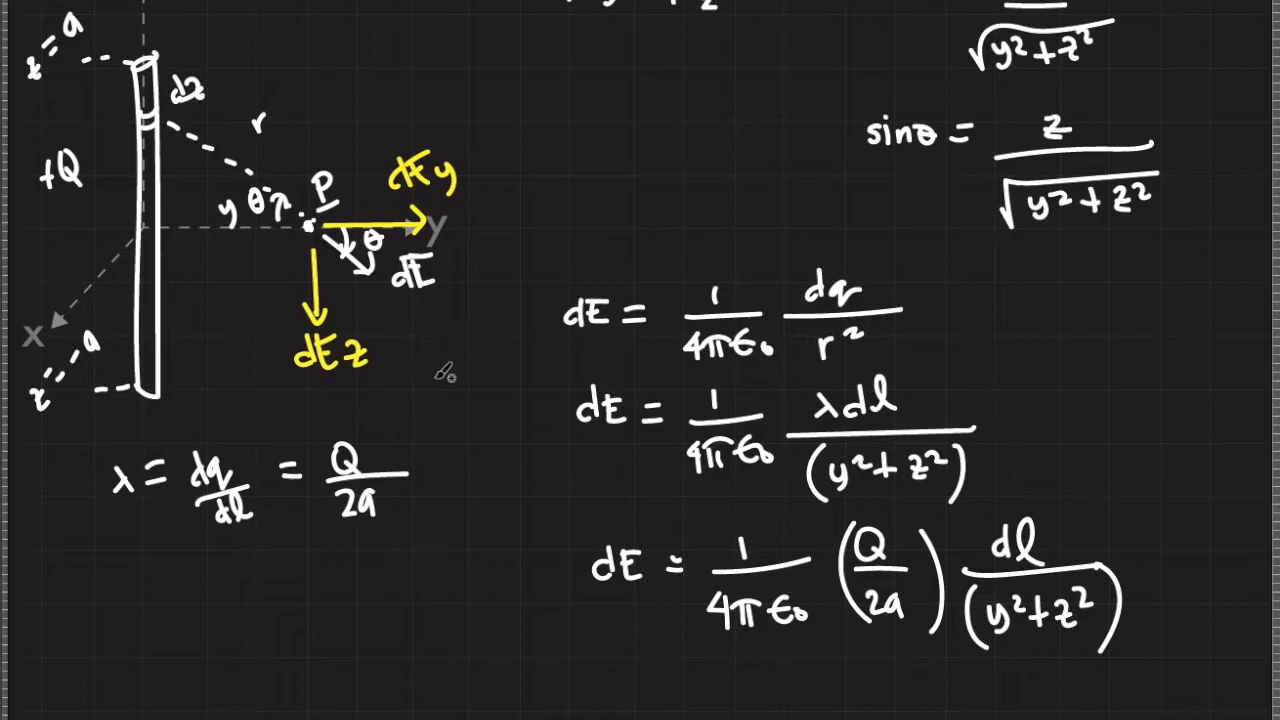 z = a
dz
r
+Q
y θ
P
dEy
y
θ
dE
x
dEz
z = -a
λ = dq/dl = Q/2a
√(y² + z²)
sinθ = z/√(y² + z²)
dE = 1/4πϵ₀ dq/r²
dE = 1/4πϵ₀ λdl/(y² + z²)
dE = 1/4πϵ₀ (Q/2a) dl/(y² + z²)